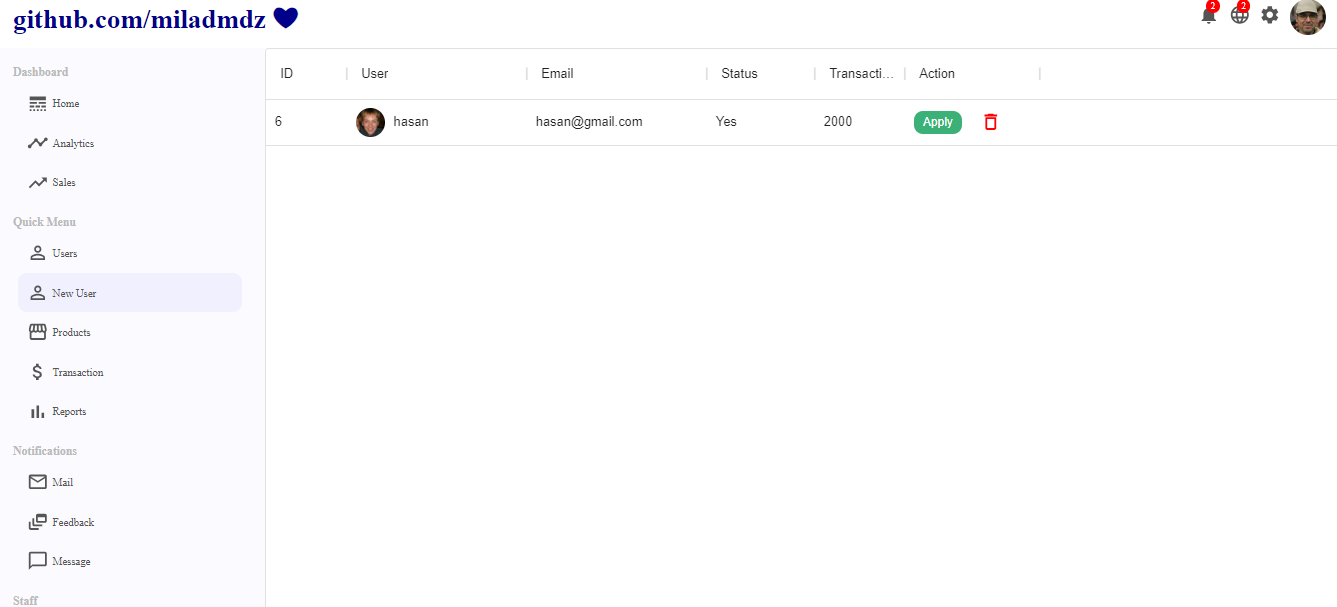 github.com/miladmdz
2
2
Dashboard
Home
Analytics
Sales
Quick Menu
Users
New User
Products
Transaction
Reports
Notifications
Mail
Feedback
Message
Staff
ID User Email Status Transacti... Action
6 hasan hasan@gmail.com Yes 2000 Apply